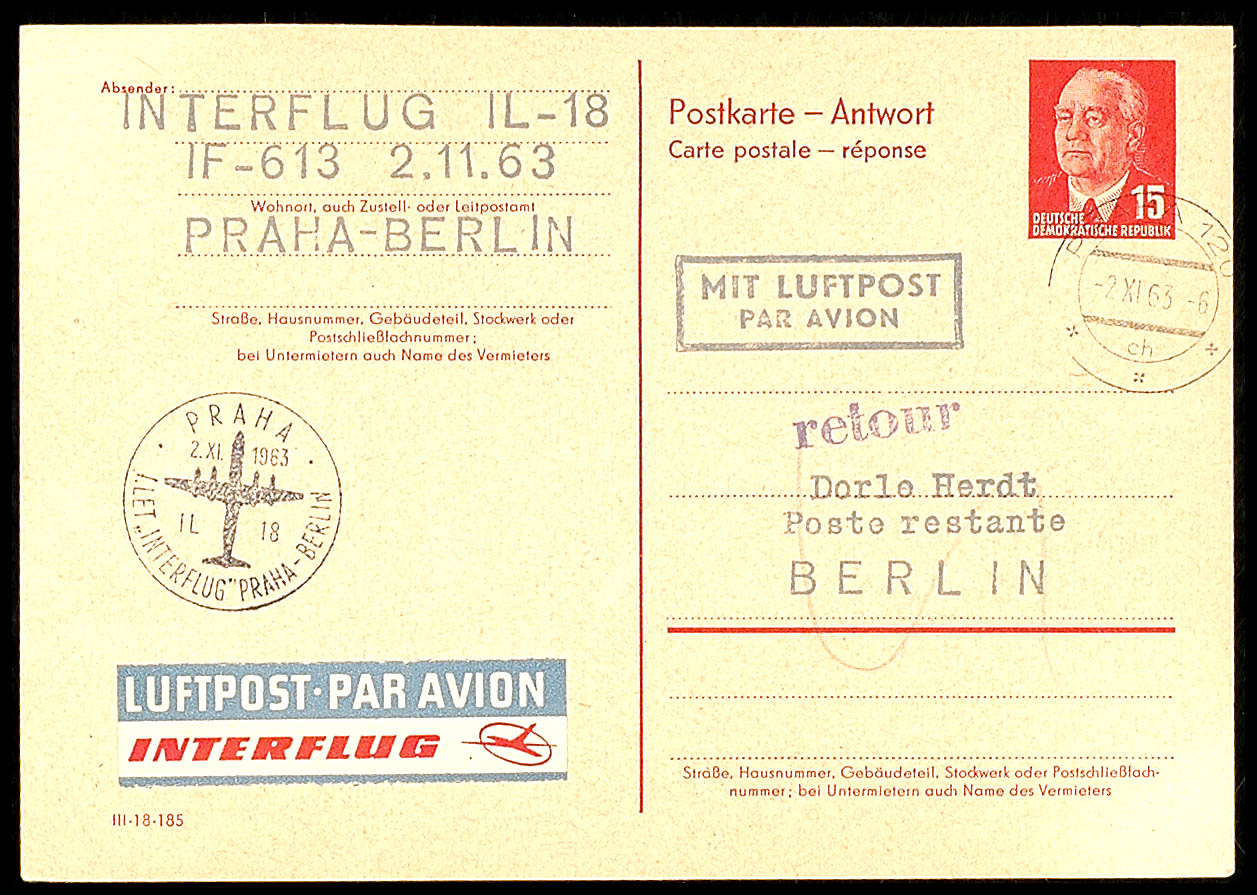 Absender:
INTERFLUG IL-18
IF-613 2.11.63
Wohnort, auch Zustell- oder Leitpostamt
PRAHA-BERLIN
Straße, Hausnummer, Gebäudeteil, Stockwerk oder
Postschließfachnummer;
bei Untermietern auch Name des Vermieters
PRAHA
2.XI. 1963
IL 18
I.LET „INTERFLUG" PRAHA-BERLIN
LUFTPOST·PAR AVION
INTERFLUG
III-18-185
Postkarte – Antwort
Carte postale – réponse
15
DEUTSCHE
DEMOKRATISCHE REPUBLIK
120
-2 XI 63 -6
ch
MIT LUFTPOST
PAR AVION
retour
Dorle Herdt
Poste restante
BERLIN
Straße, Hausnummer, Gebäudeteil, Stockwerk oder Postschließfach-
nummer; bei Untermietern auch Name des Vermieters